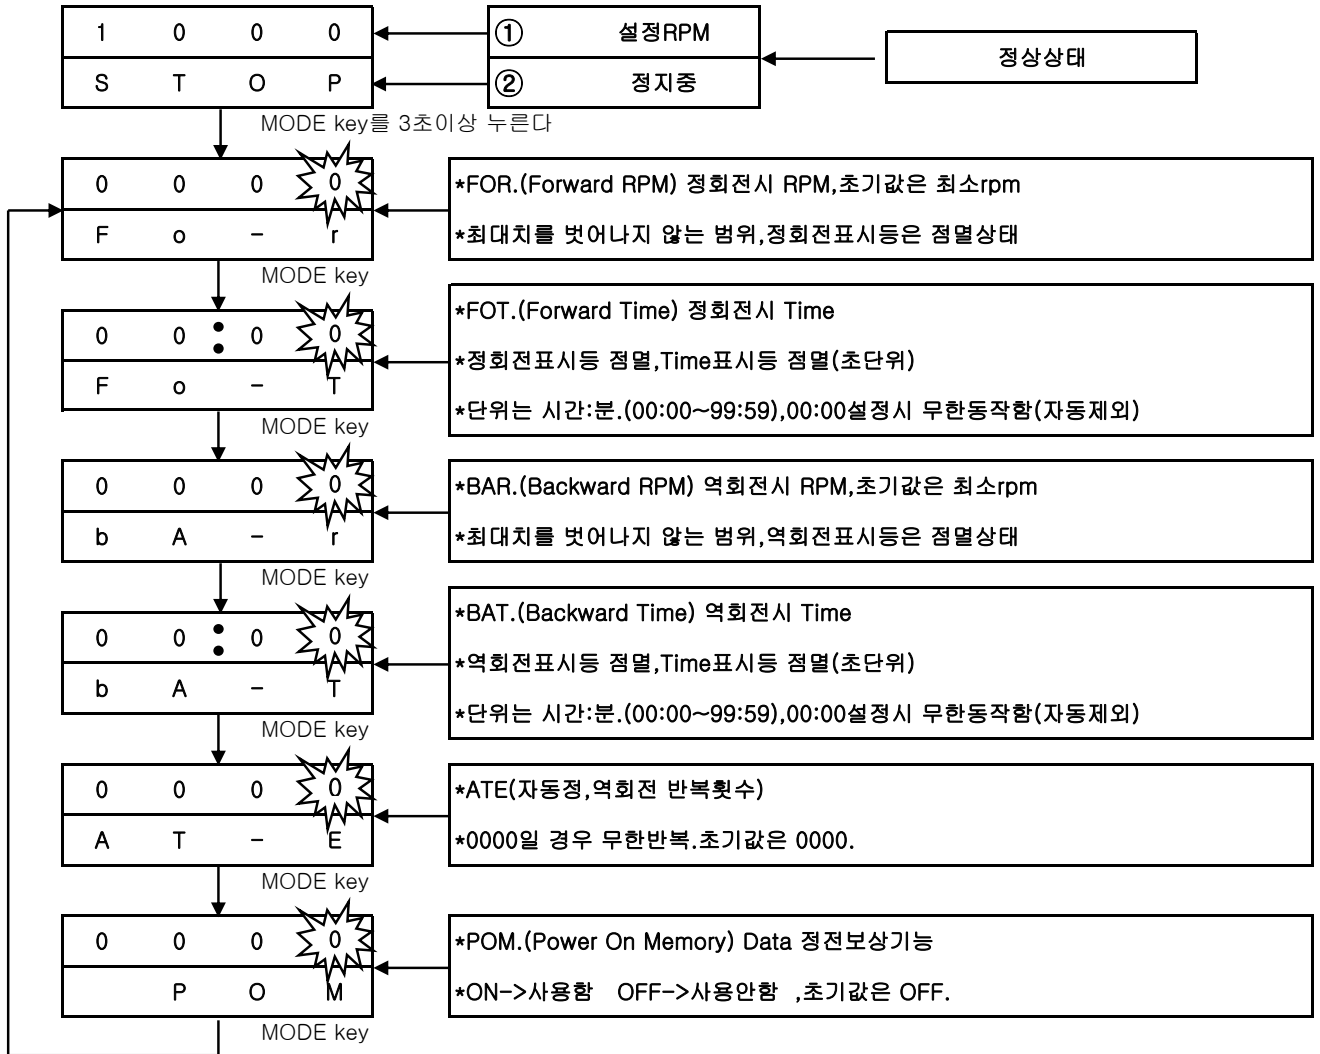 1 0 0 0
① 설정RPM
정상상태
S T O P
② 정지중
MODE key를 3초이상 누른다
0 0 0 0
F o - r
*FOR.(Forward RPM) 정회전시 RPM,초기값은 최소rpm
*최대치를 벗어나지 않는 범위,정회전표시등은 점멸상태
MODE key
0 0 : 0 0
F o - T
*FOT.(Forward Time) 정회전시 Time
*정회전표시등 점멸,Time표시등 점멸(초단위)
*단위는 시간:분.(00:00~99:59),00:00설정시 무한동작함(자동제외)
MODE key
0 0 0 0
b A - r
*BAR.(Backward RPM) 역회전시 RPM,초기값은 최소rpm
*최대치를 벗어나지 않는 범위,역회전표시등은 점멸상태
MODE key
0 0 : 0 0
b A - T
*BAT.(Backward Time) 역회전시 Time
*역회전표시등 점멸,Time표시등 점멸(초단위)
*단위는 시간:분.(00:00~99:59),00:00설정시 무한동작함(자동제외)
MODE key
0 0 0 0
A T - E
*ATE(자동정,역회전 반복횟수)
*0000일 경우 무한반복.초기값은 0000.
MODE key
0 0 0 0
P O M
*POM.(Power On Memory) Data 정전보상기능
*ON->사용함 OFF->사용안함 ,초기값은 OFF.
MODE key